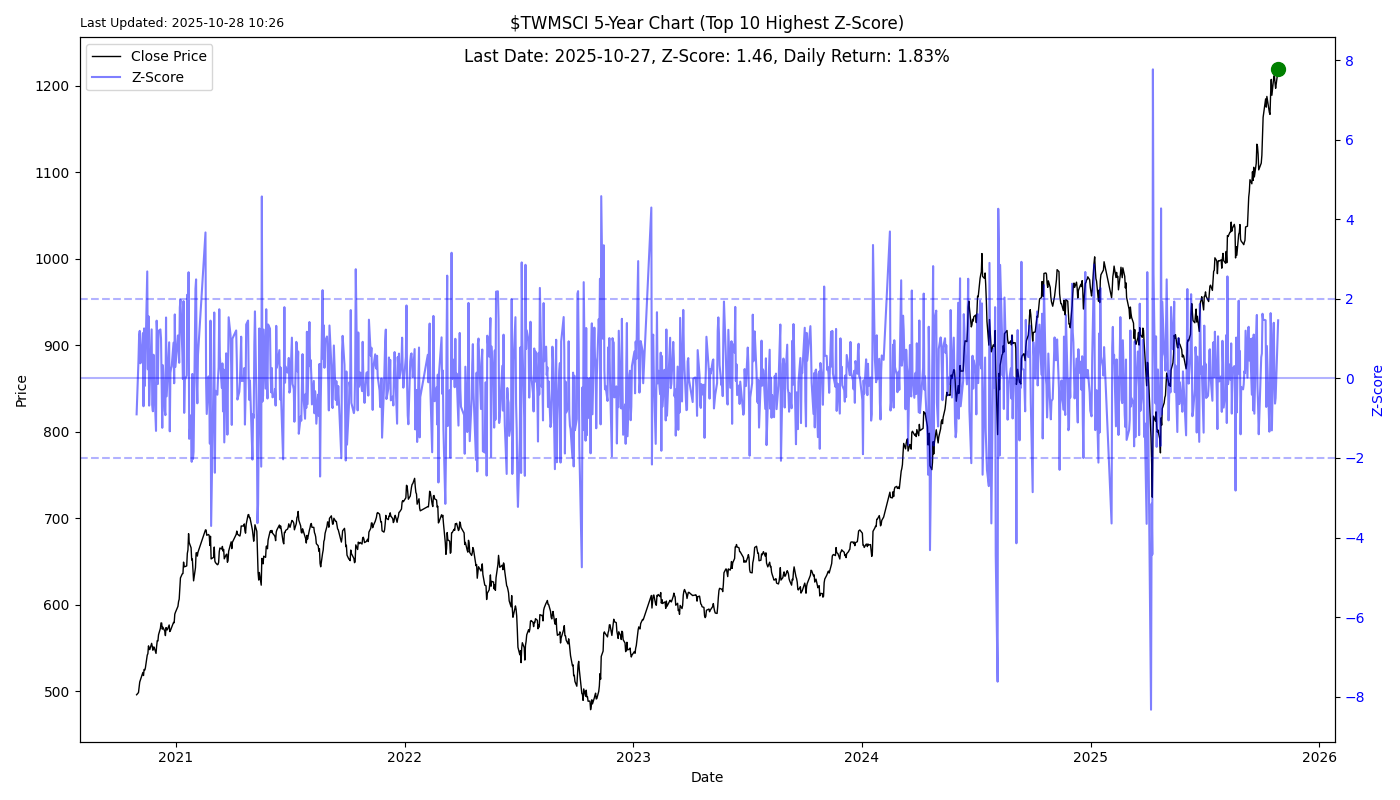 Last Updated: 2025-10-28 10:26
$TWMSCI 5-Year Chart (Top 10 Highest Z-Score)
Last Date: 2025-10-27, Z-Score: 1.46, Daily Return: 1.83%
Close Price
Z-Score
Price
1200
1100
1000
900
800
700
600
500
8
6
4
2
0
−2
−4
−6
−8
Z-Score
2021
2022
2023
2024
2025
2026
Date